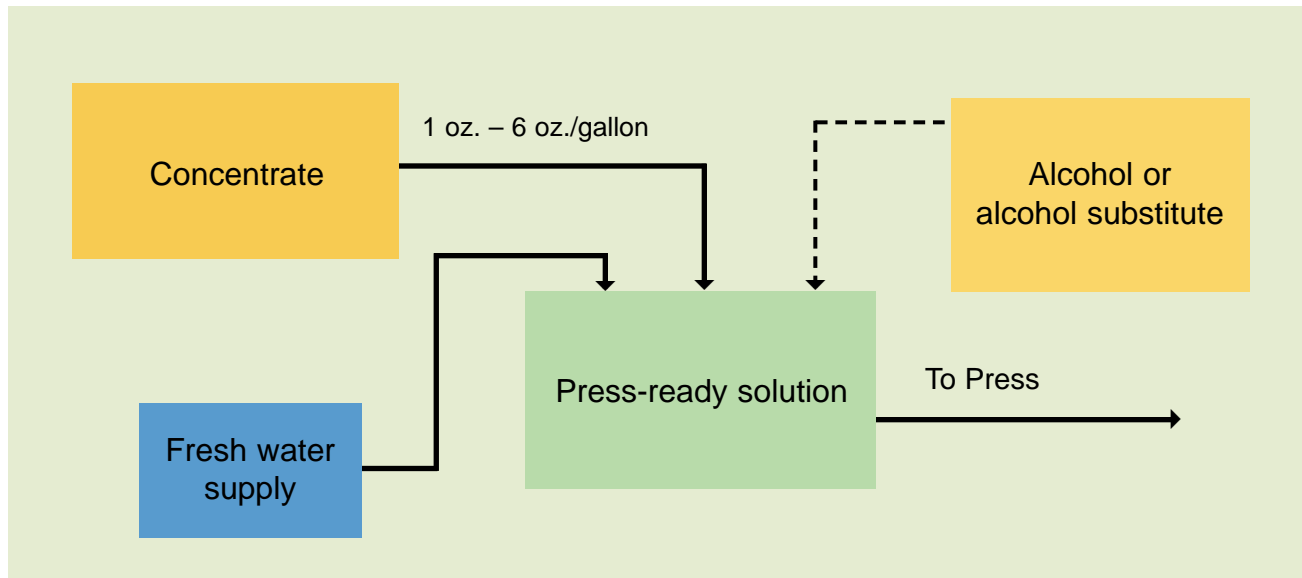 1 oz. – 6 oz./gallon
Concentrate
Alcohol or
alcohol substitute
Press-ready solution
To Press
Fresh water
supply